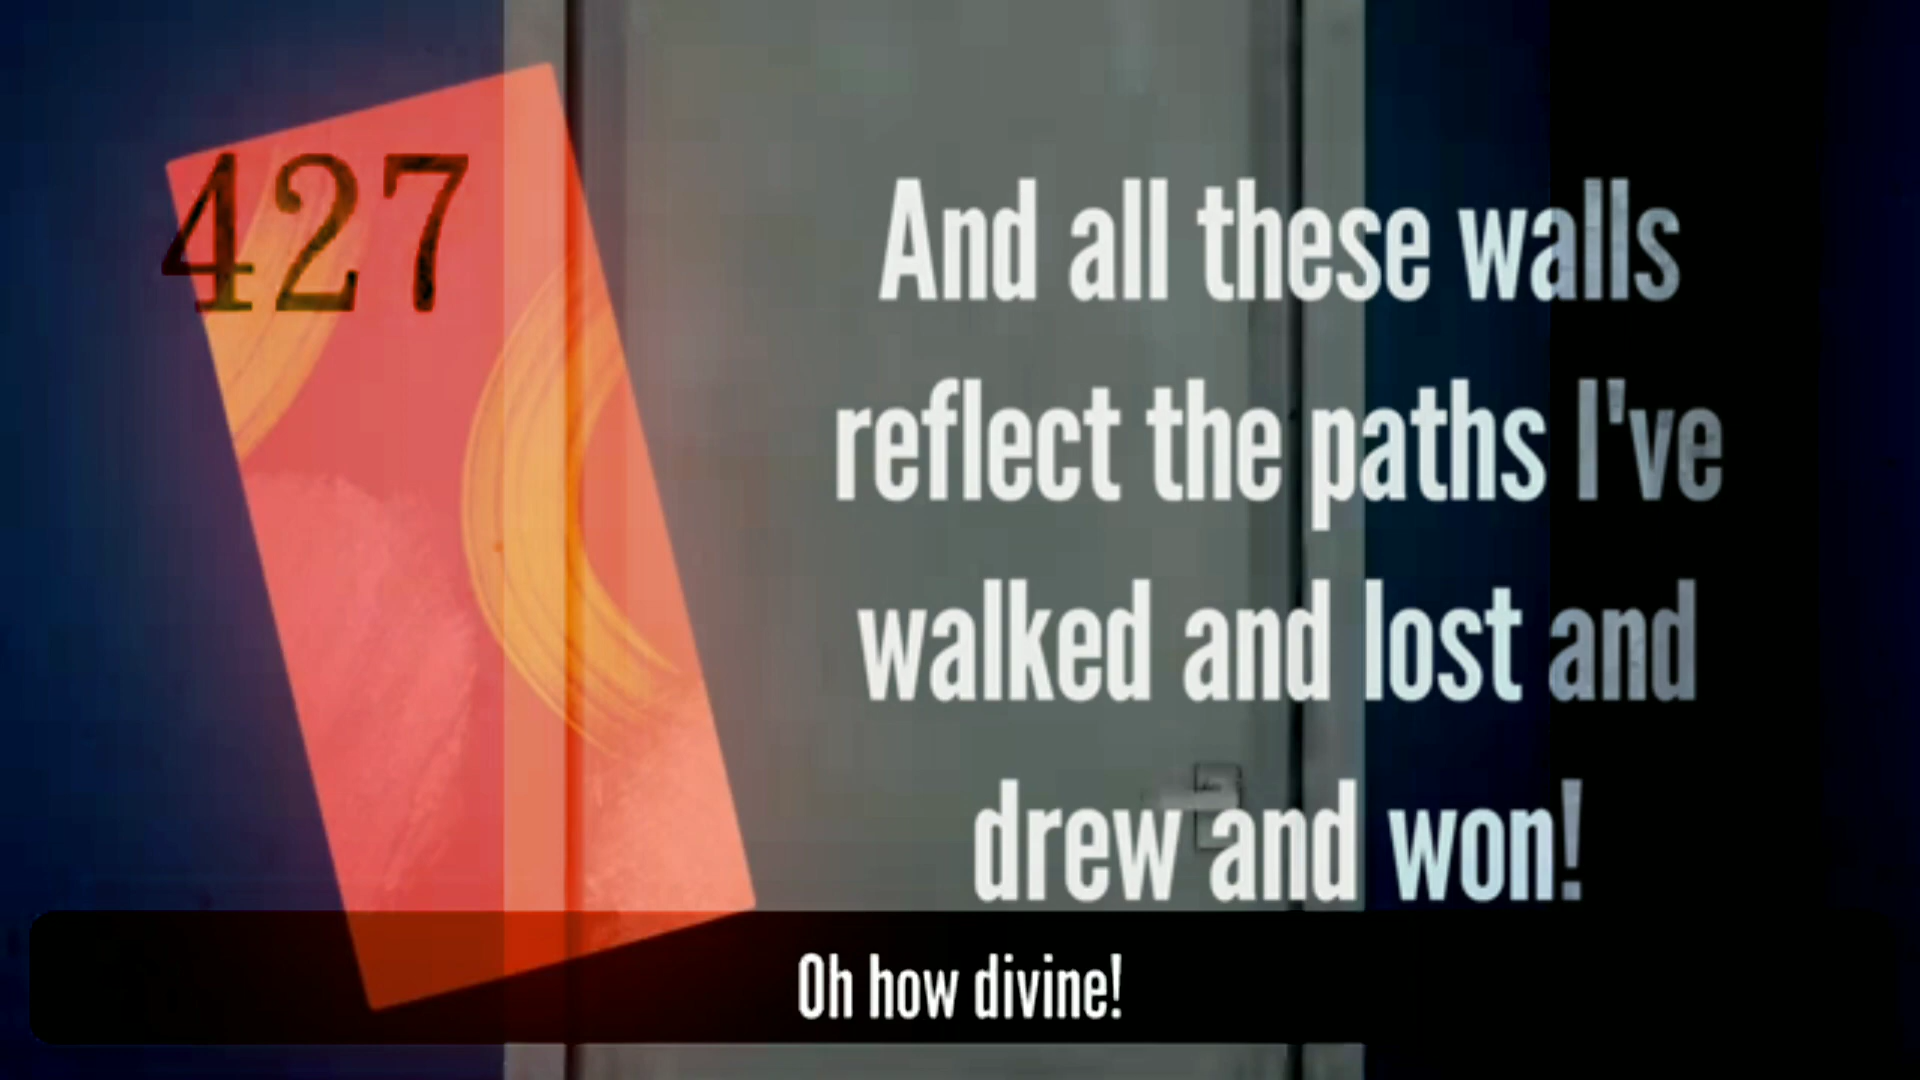 427
And all these walls
reflect the paths I've
walked and lost and
drew and won!
Oh how divine!